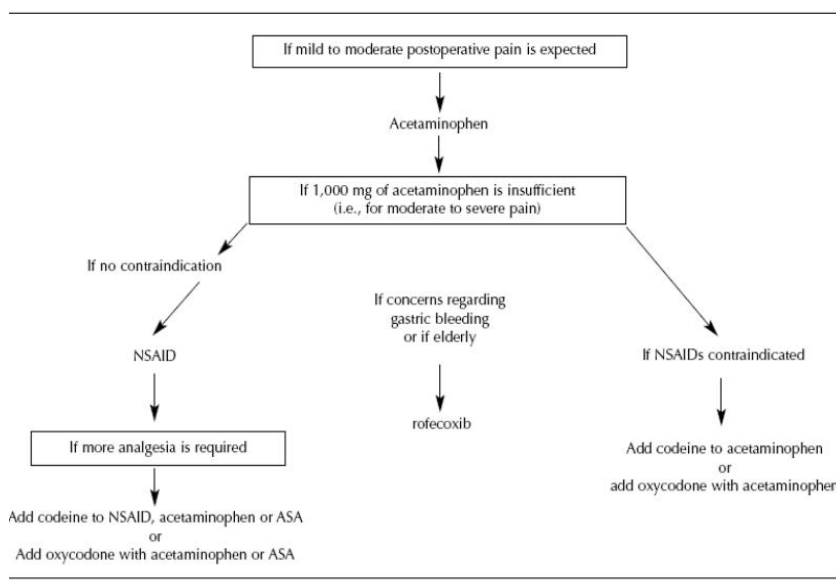 If mild to moderate postoperative pain is expected
Acetaminophen
If 1,000 mg of acetaminophen is insufficient
(i.e., for moderate to severe pain)
If no contraindication
NSAID
If more analgesia is required
Add codeine to NSAID, acetaminophen or ASA
or
Add oxycodone with acetaminophen or ASA
If concerns regarding
gastric bleeding
or if elderly
rofecoxib
If NSAIDs contraindicated
Add codeine to acetaminophen
or
add oxycodone with acetaminophen